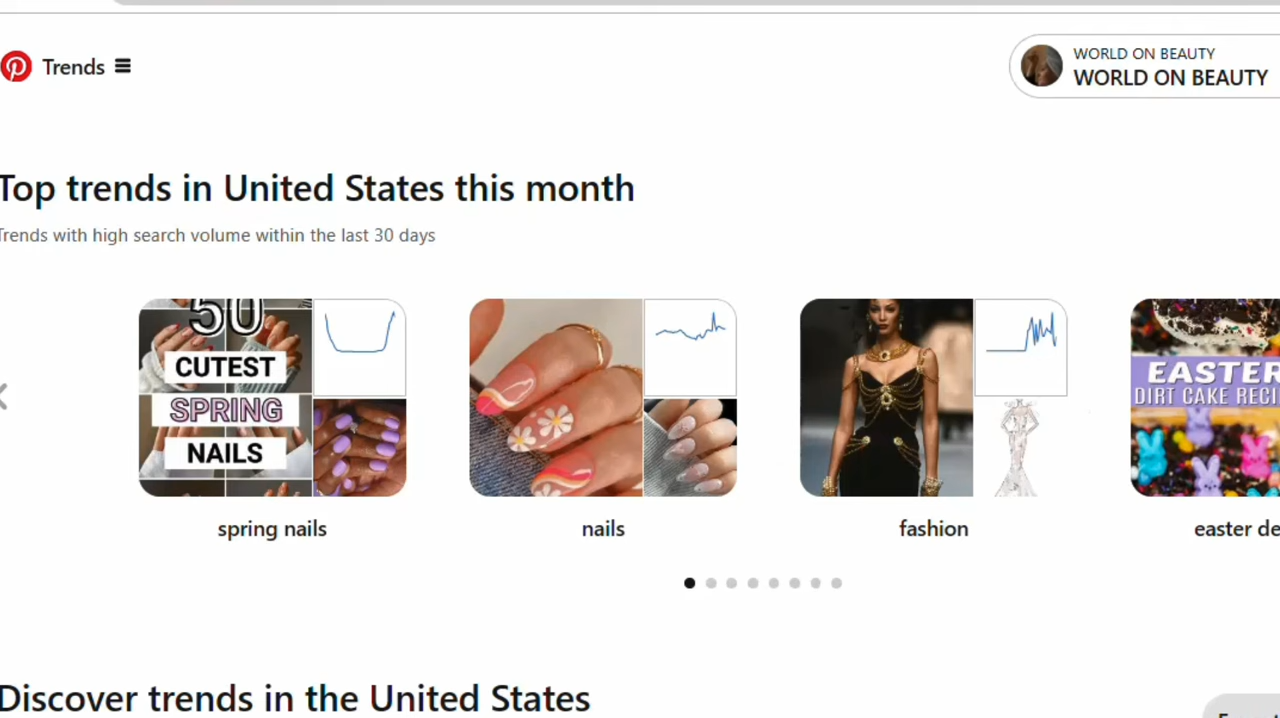 Trends
WORLD ON BEAUTY
WORLD ON BEAUTY
Top trends in United States this month
Trends with high search volume within the last 30 days
50
CUTEST
SPRING
NAILS
EASTER
DIRT CAKE
spring nails
nails
fashion
easter
Discover trends in the United States